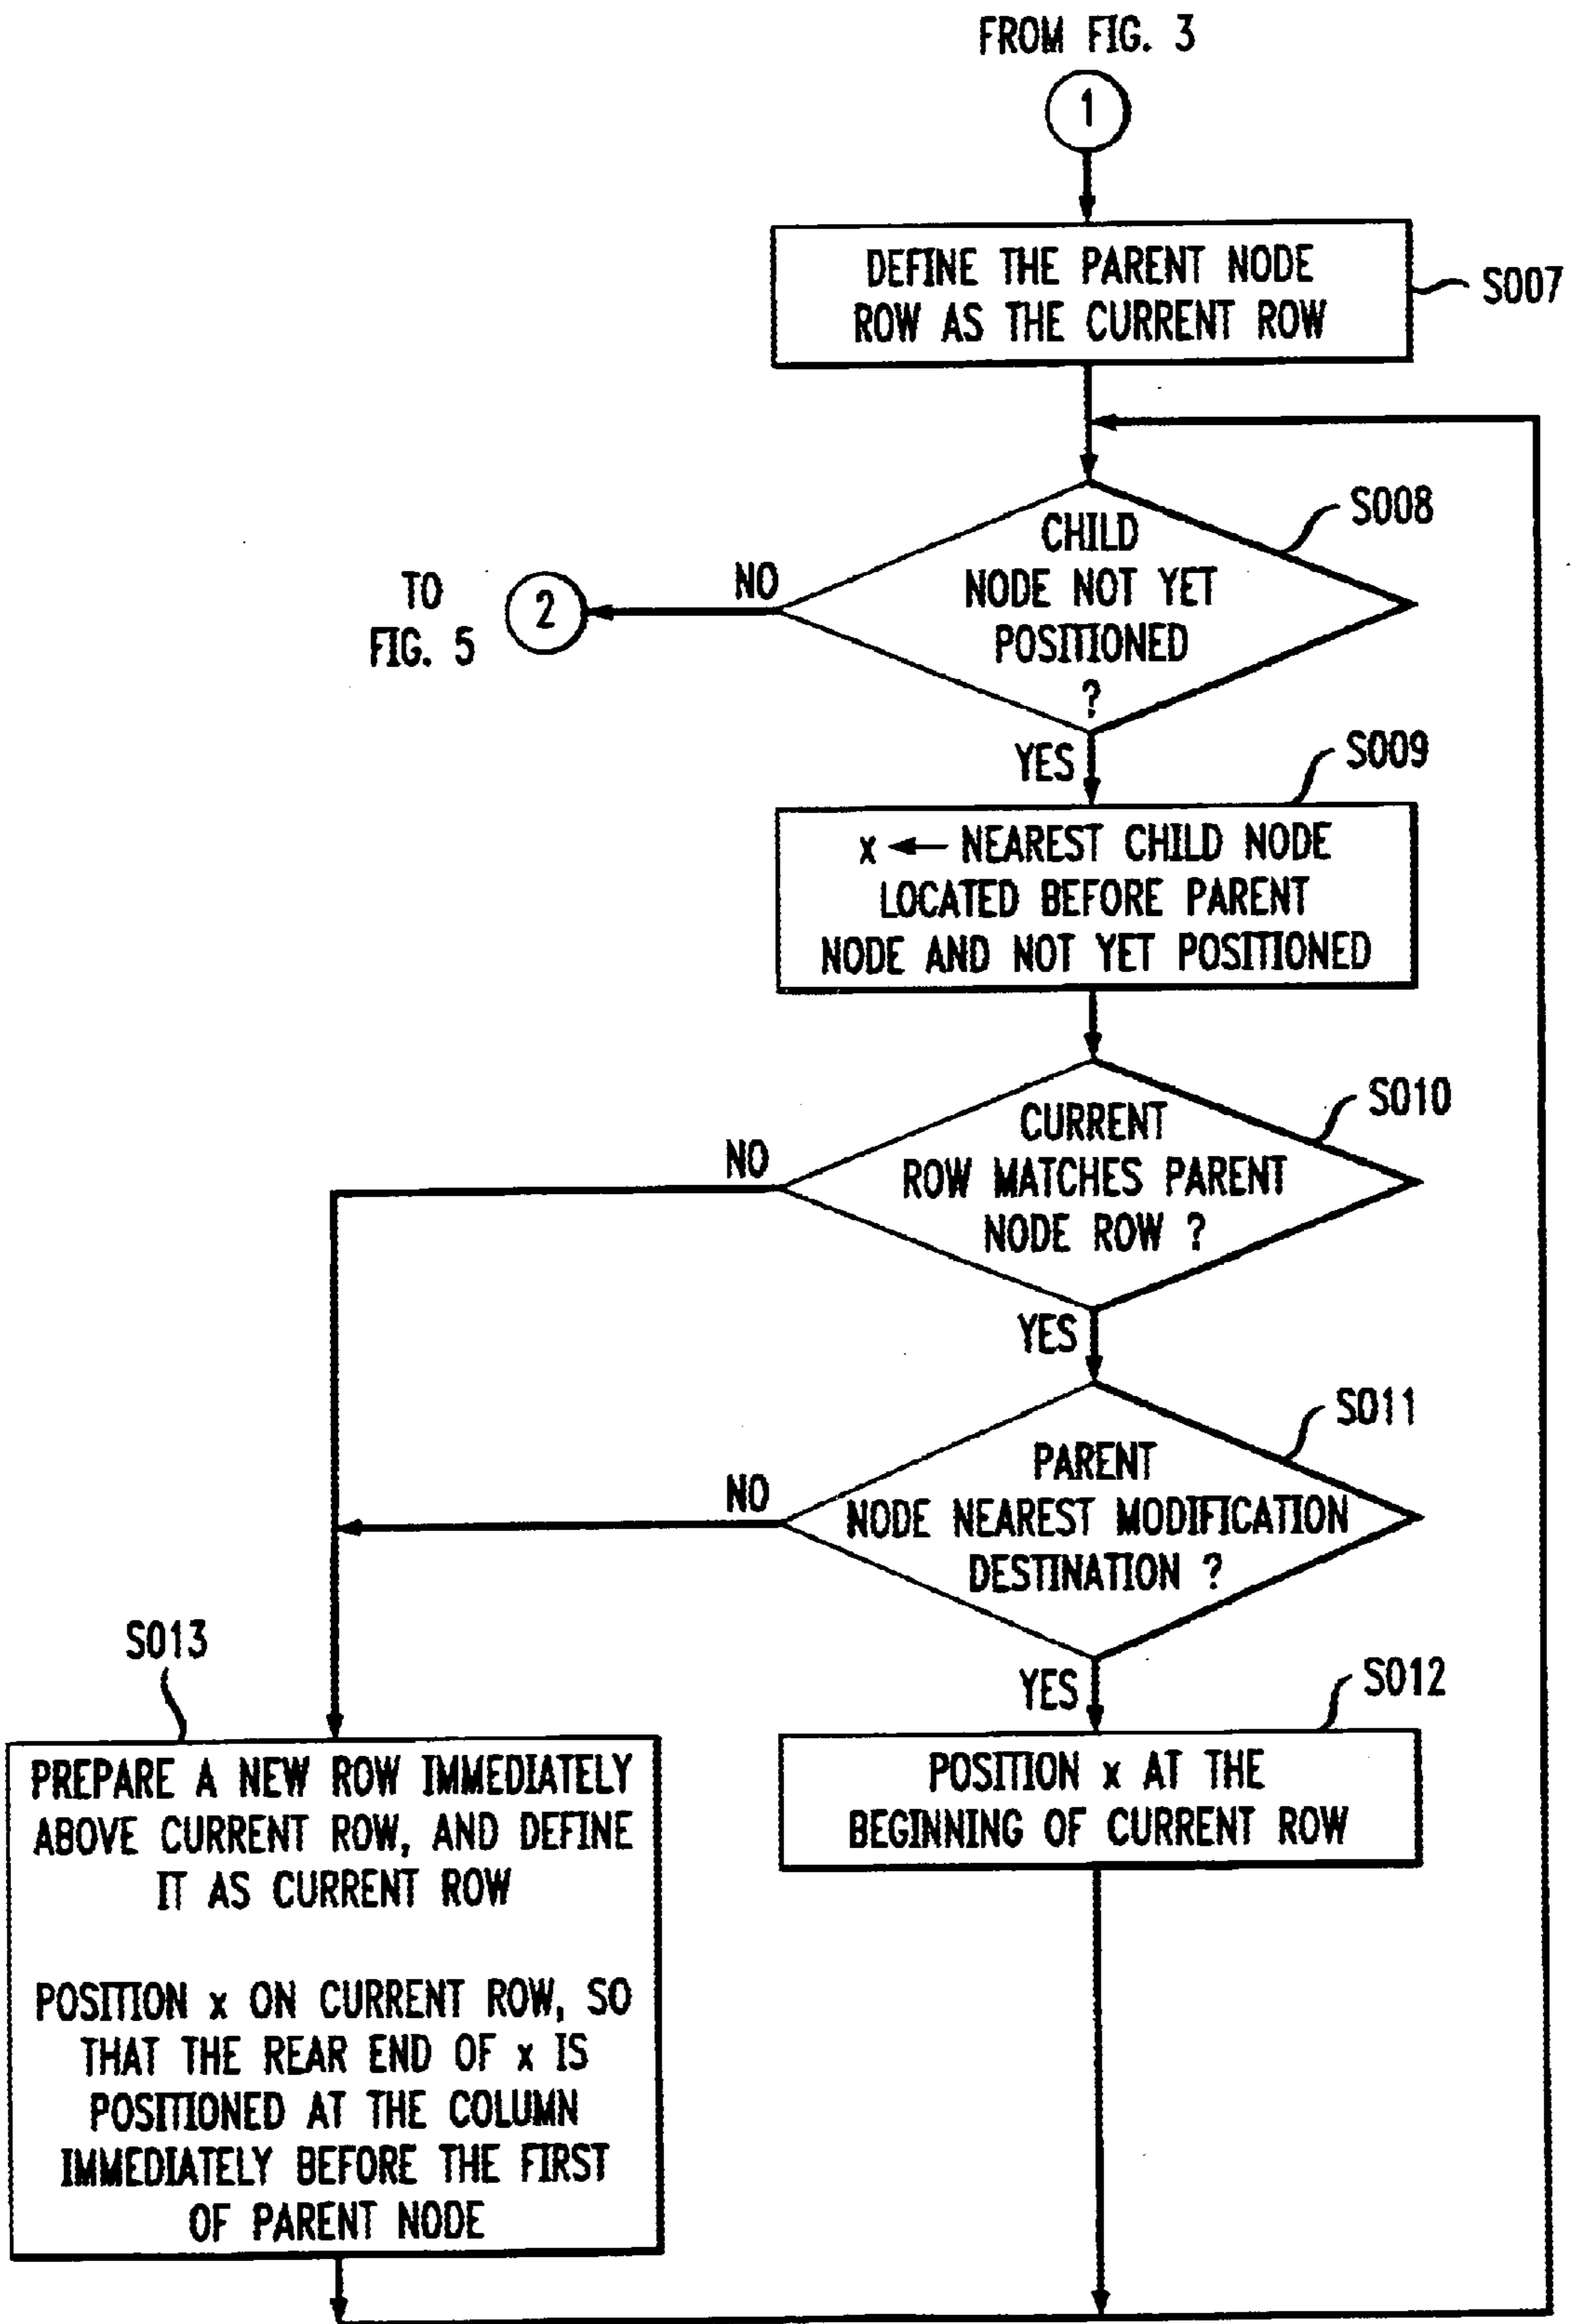 FROM FIG. 3
1
DEFINE THE PARENT NODE
ROW AS THE CURRENT ROW
S007
CHILD
NODE NOT YET
POSITIONED
?
S008
NO
TO
FIG. 5
2
YES
S009
x ← NEAREST CHILD NODE
LOCATED BEFORE PARENT
NODE AND NOT YET POSITIONED
S010
CURRENT
ROW MATCHES PARENT
NODE ROW ?
NO
YES
S011
PARENT
NODE NEAREST MODIFICATION
DESTINATION ?
NO
YES
S012
POSITION x AT THE
BEGINNING OF CURRENT ROW
S013
PREPARE A NEW ROW IMMEDIATELY
ABOVE CURRENT ROW, AND DEFINE
IT AS CURRENT ROW
POSITION x ON CURRENT ROW, SO
THAT THE REAR END OF x IS
POSITIONED AT THE COLUMN
IMMEDIATELY BEFORE THE FIRST
OF PARENT NODE